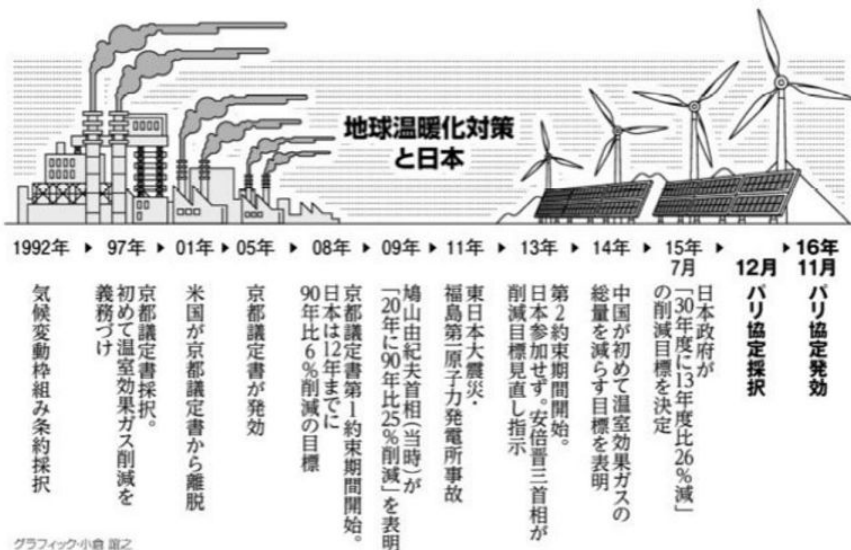 地球温暖化対策
と日本
1992年
気候変動枠組み条約採択
97年
京都議定書採択。
初めて温室効果ガス削減を
義務づけ
01年
米国が京都議定書から離脱
05年
京都議定書が発効
08年
京都議定書第1約束期間開始。
日本は12年までに
90年比6%削減の目標
09年
鳩山由紀夫首相(当時)が
「20年に90年比25%削減」を表明
11年
東日本大震災・
福島第一原子力発電所事故
13年
第2約束期間開始。
日本参加せず。安倍晋三首相が
削減目標見直し指示
14年
中国が初めて温室効果ガスの
総量を減らす目標を表明
15年
7月
日本政府が
「30年度に13年度比26%減」
の削減目標を決定
12月
パリ協定採択
16年
11月
パリ協定発効
グラフィック・小倉 誼之